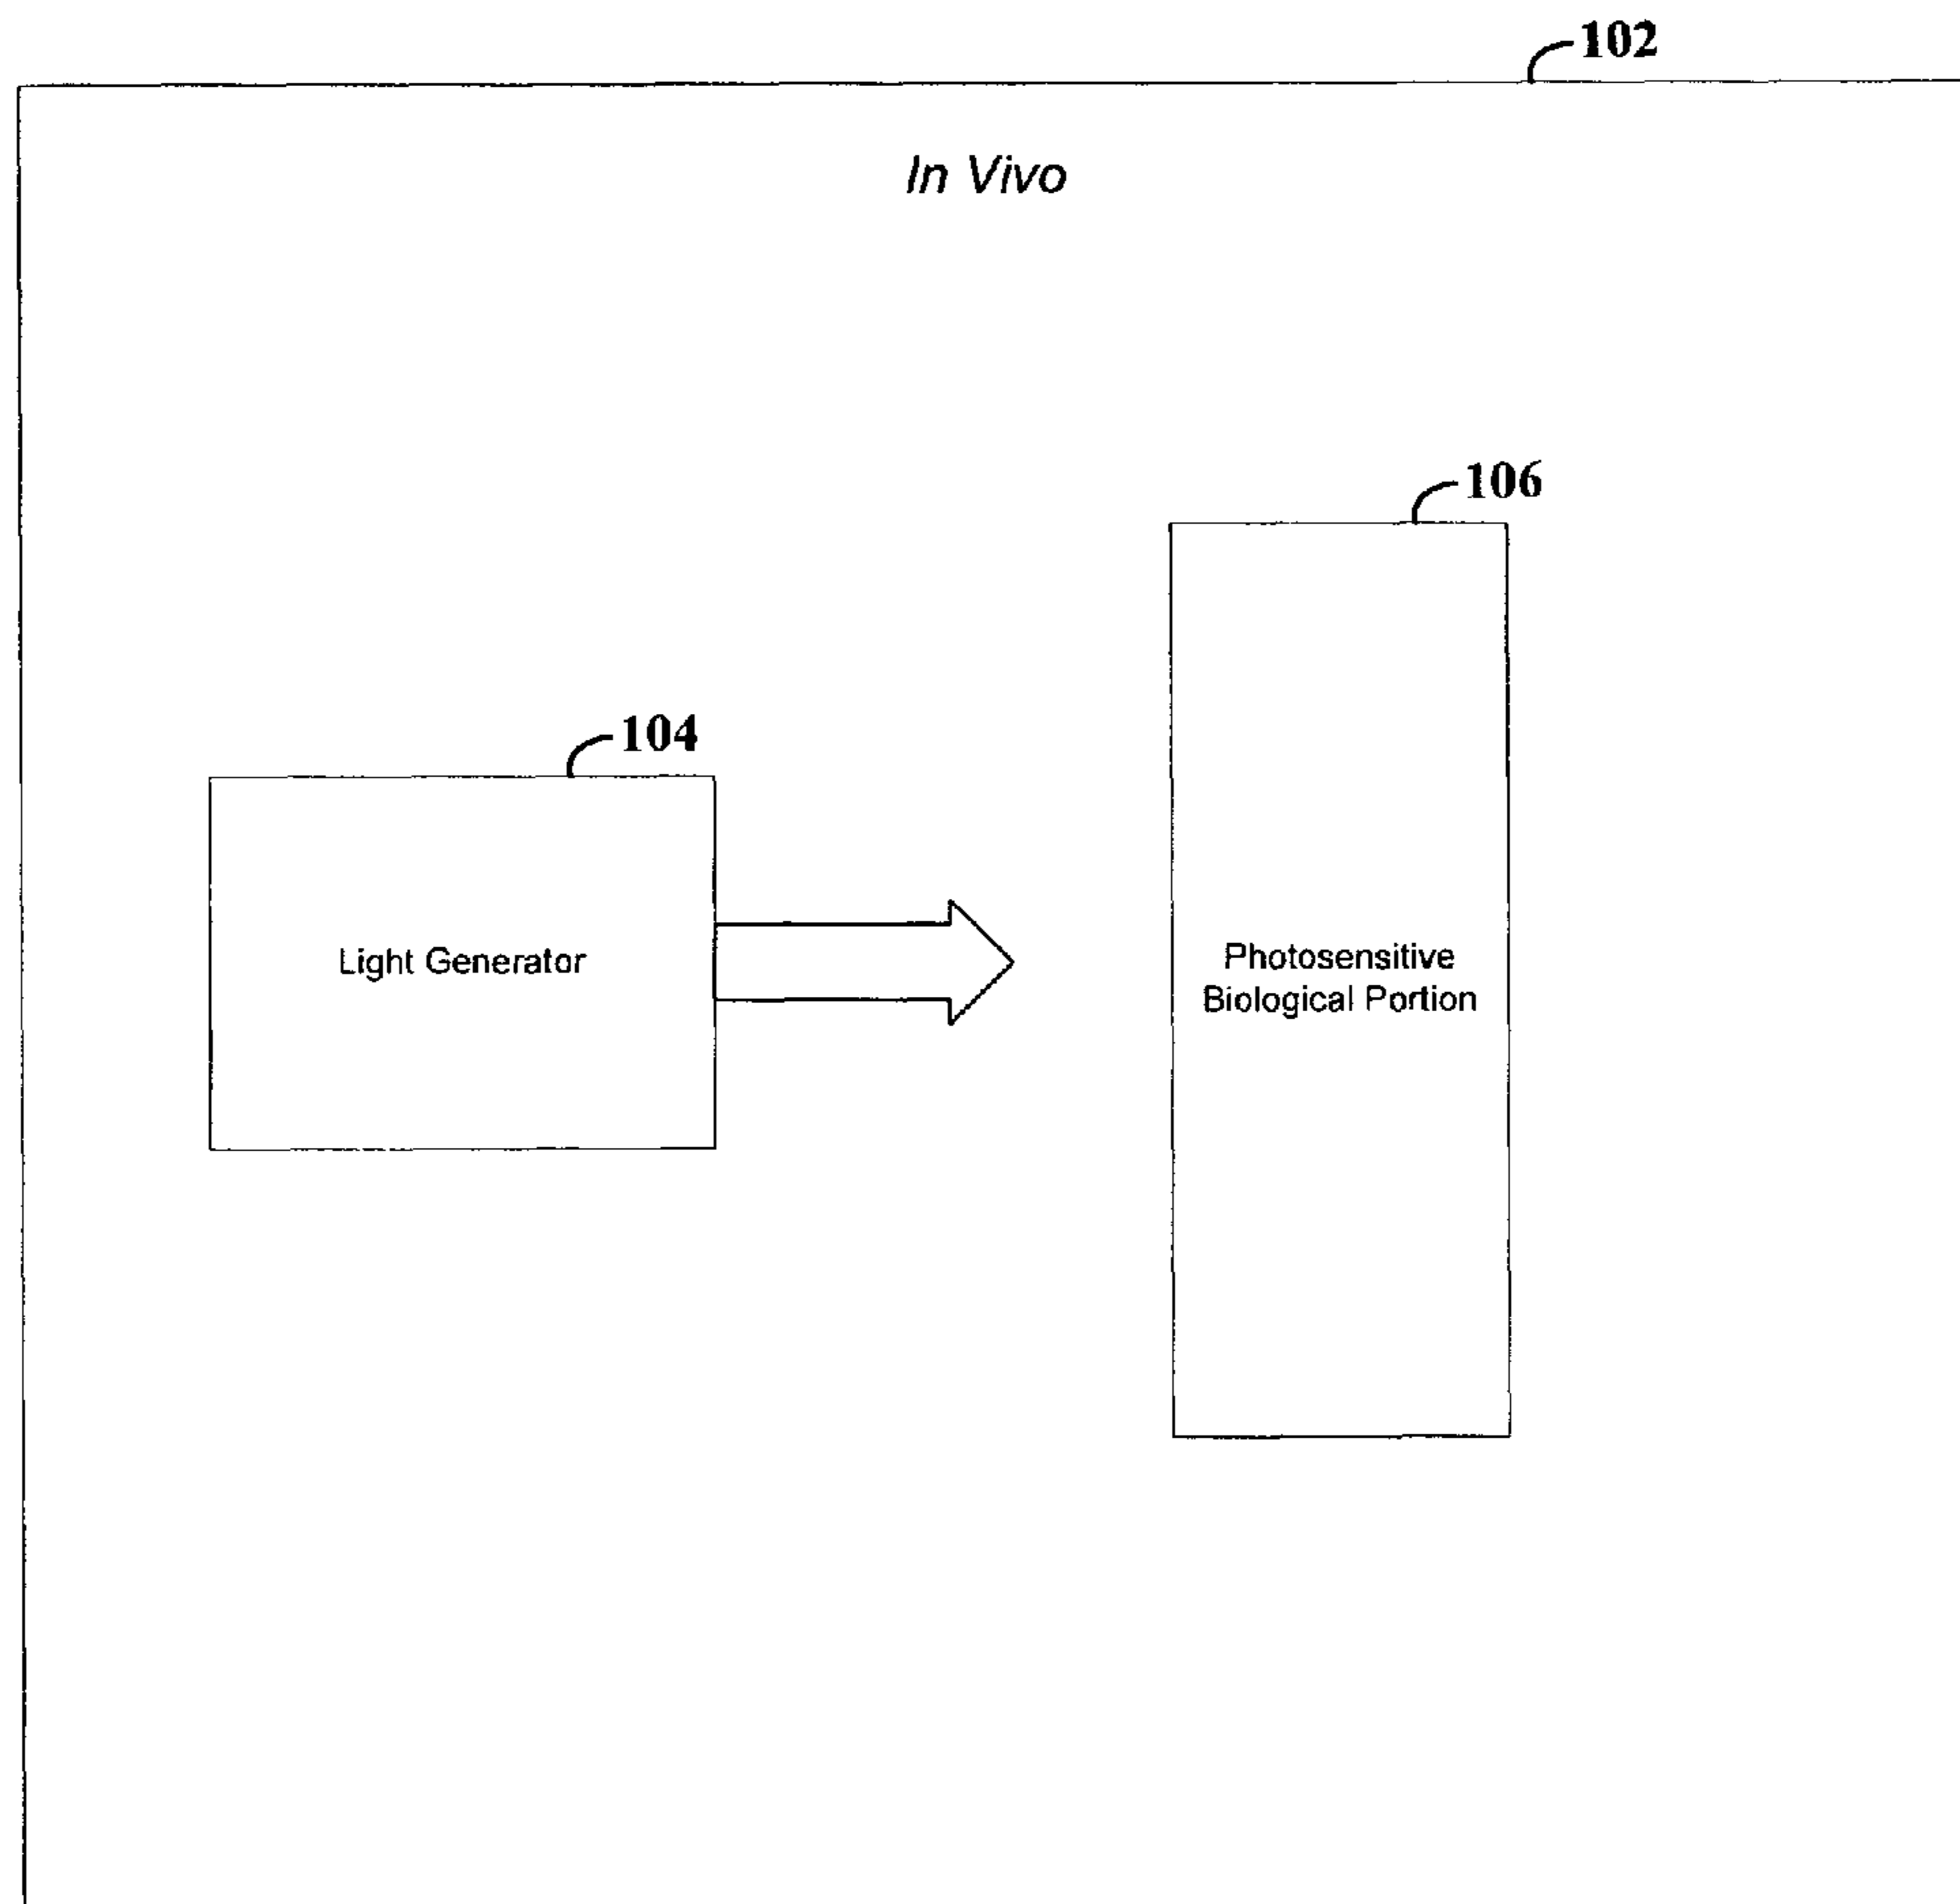 102
In Vivo
106
104
Light Generator
Photosensitive
Biological Portion